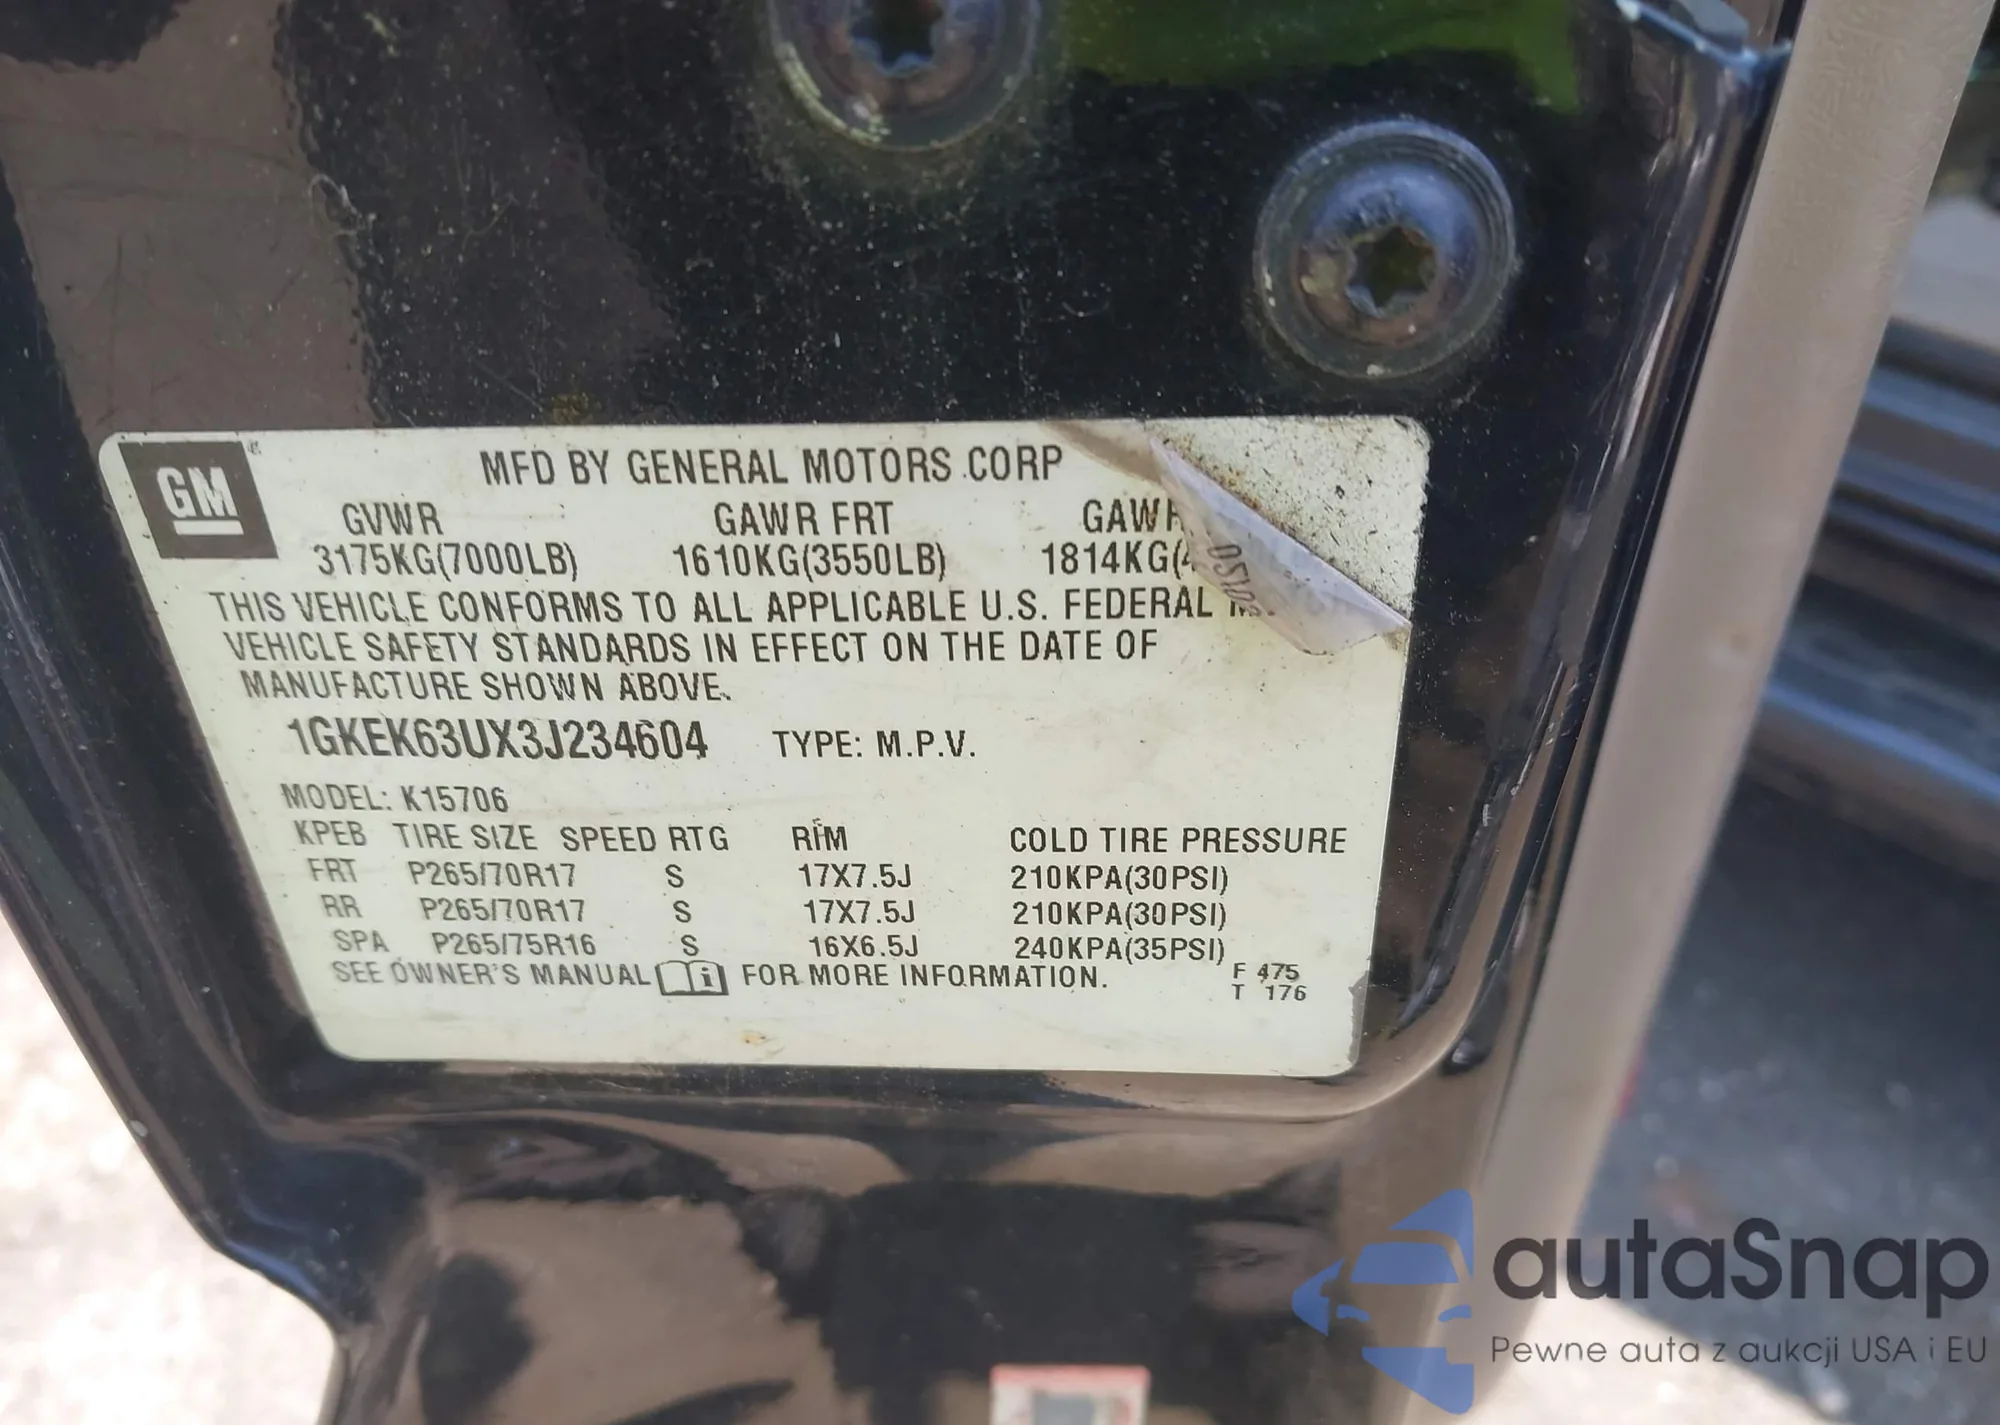 GM
MFD BY GENERAL MOTORS CORP
GVWR GAWR FRT GAWR
3175KG(7000LB) 1610KG(3550LB) 1814KG(4
THIS VEHICLE CONFORMS TO ALL APPLICABLE U.S. FEDERAL
VEHICLE SAFETY STANDARDS IN EFFECT ON THE DATE OF
MANUFACTURE SHOWN ABOVE.
1GKEK63UX3J234604 TYPE: M.P.V.
MODEL: K15706
KPEB TIRE SIZE SPEED RTG RIM COLD TIRE PRESSURE
FRT P265/70R17 S 17X7.5J 210KPA(30PSI)
RR P265/70R17 S 17X7.5J 210KPA(30PSI)
SPA P265/75R16 S 16X6.5J 240KPA(35PSI)
SEE OWNER'S MANUAL i FOR MORE INFORMATION.
F 475
T 176
autaSnap
Pewne auta z aukcji USA i EU